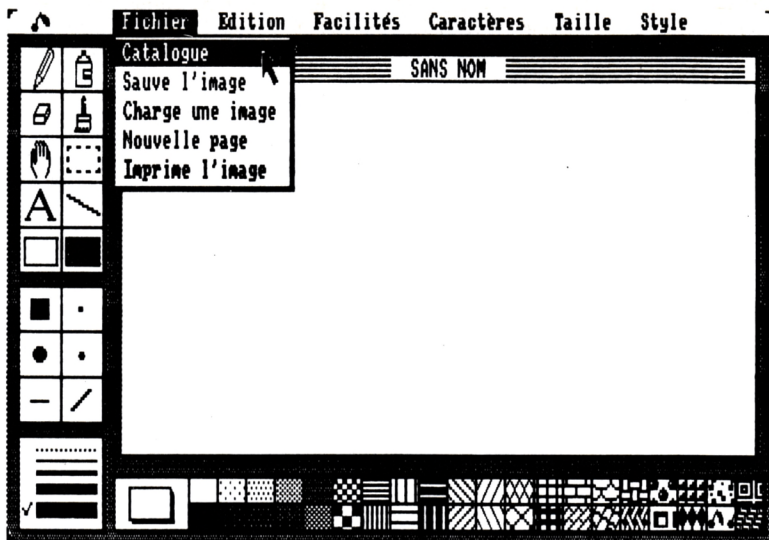 Fichier Edition Facilités Caractères Taille Style
Catalogue
SANS NOM
Sauve l'image
Charge une image
Nouvelle page
Imprime l'image
A